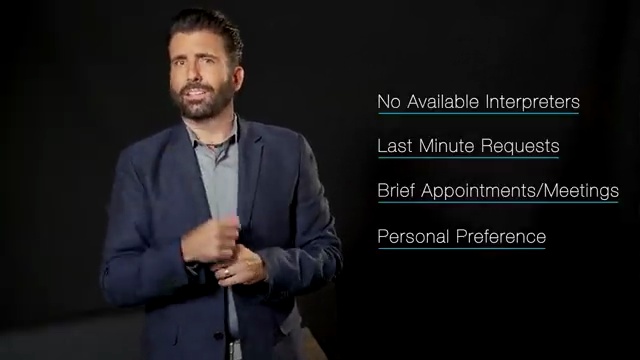 No Available Interpreters
Last Minute Requests
Brief Appointments/Meetings
Personal Preference